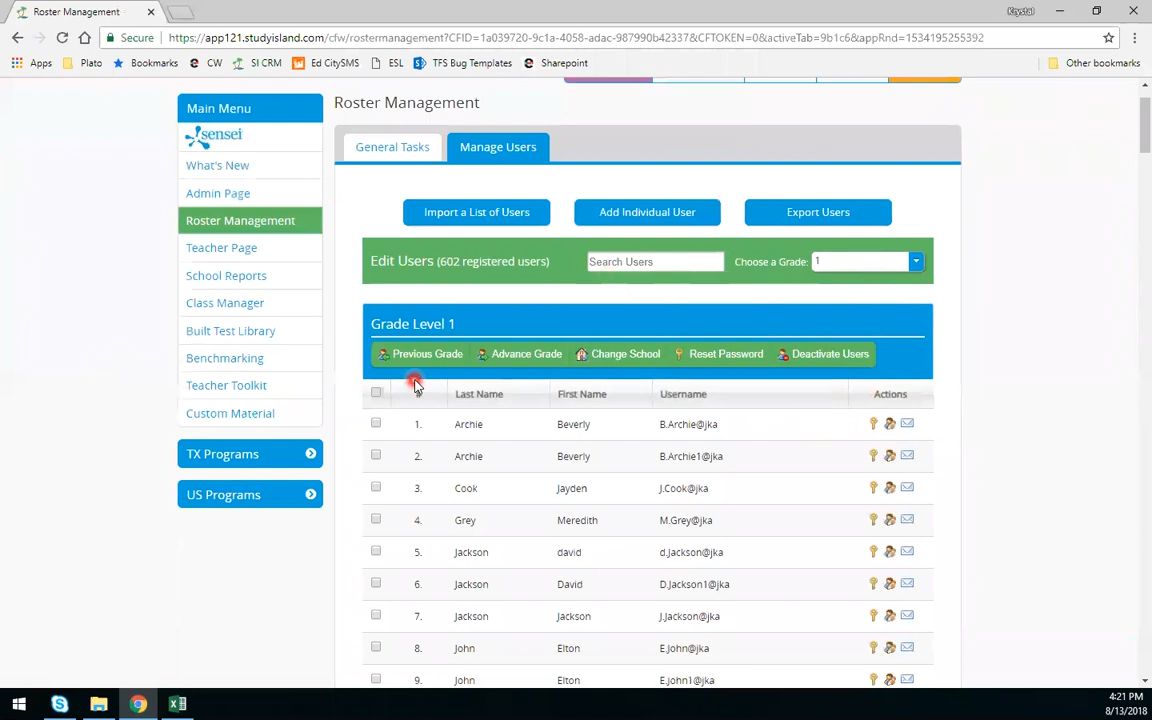 Roster Management
Krystal
Secure
https://app121.studyisland.com/cfw/rostermanagement?CFID=1a039720-9c1a-4058-adac-987990b42337&CFTOKEN=0&activeTab=9b1c6&appRnd=1534195255392
Apps Plato Bookmarks CW SI CRM Ed CitySMS ESL TFS Bug Templates Sharepoint Other bookmarks
Main Menu
sensei
What's New
Admin Page
Roster Management
Teacher Page
School Reports
Class Manager
Built Test Library
Benchmarking
Teacher Toolkit
Custom Material
TX Programs
US Programs
Roster Management
General Tasks Manage Users
Import a List of Users Add Individual User Export Users
Edit Users (602 registered users) Search Users Choose a Grade: 1
Grade Level 1
Previous Grade Advance Grade Change School Reset Password Deactivate Users
Last Name First Name Username Actions
1. Archie Beverly B.Archie@jka
2. Archie Beverly B.Archie1@jka
3. Cook Jayden J.Cook@jka
4. Grey Meredith M.Grey@jka
5. Jackson david d.Jackson@jka
6. Jackson David D.Jackson1@jka
7. Jackson Jackson J.Jackson@jka
8. John Elton E.John@jka
9. John Elton E.John1@jka
4:21 PM
8/13/2018